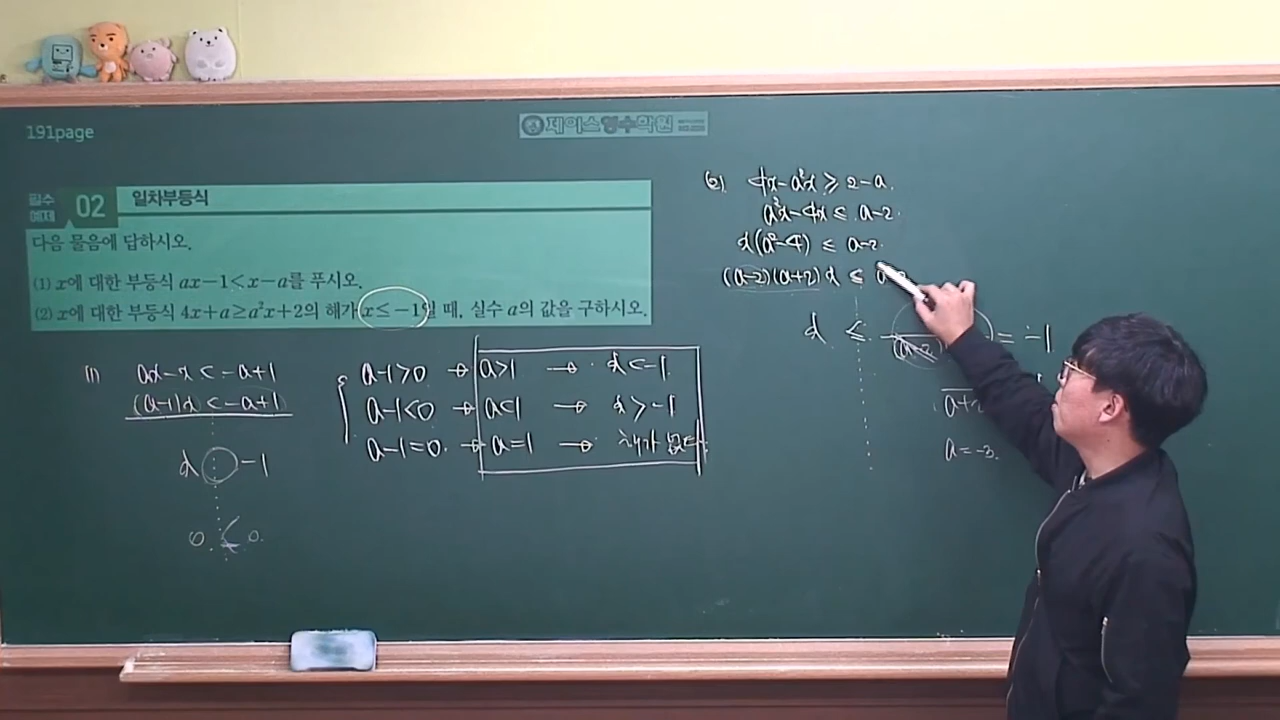 191page
제이스영수학원
필수 예제 02 일차부등식
다음 물음에 답하시오.
(1) x에 대한 부등식 ax-1<x-a를 푸시오.
(2) x에 대한 부등식 4x+a≥a²x+2의 해가 x≤-1일 때, 실수 a의 값을 구하시오.
(1) ax-x<-a+1
(a-1)x<-a+1
x -1
0 < 0
a-1>0 → a>1 → x<-1
a-1<0 → a<1 → x>-1
a-1=0 → a=1 → 해가 없다.
(2) 4x-a²x≥2-a
a²x-4x≤a-2
x(a²-4)≤a-2
(a-2)(a+2)x≤a-2
x≤ (a-2) =-1
a+2
a=-3